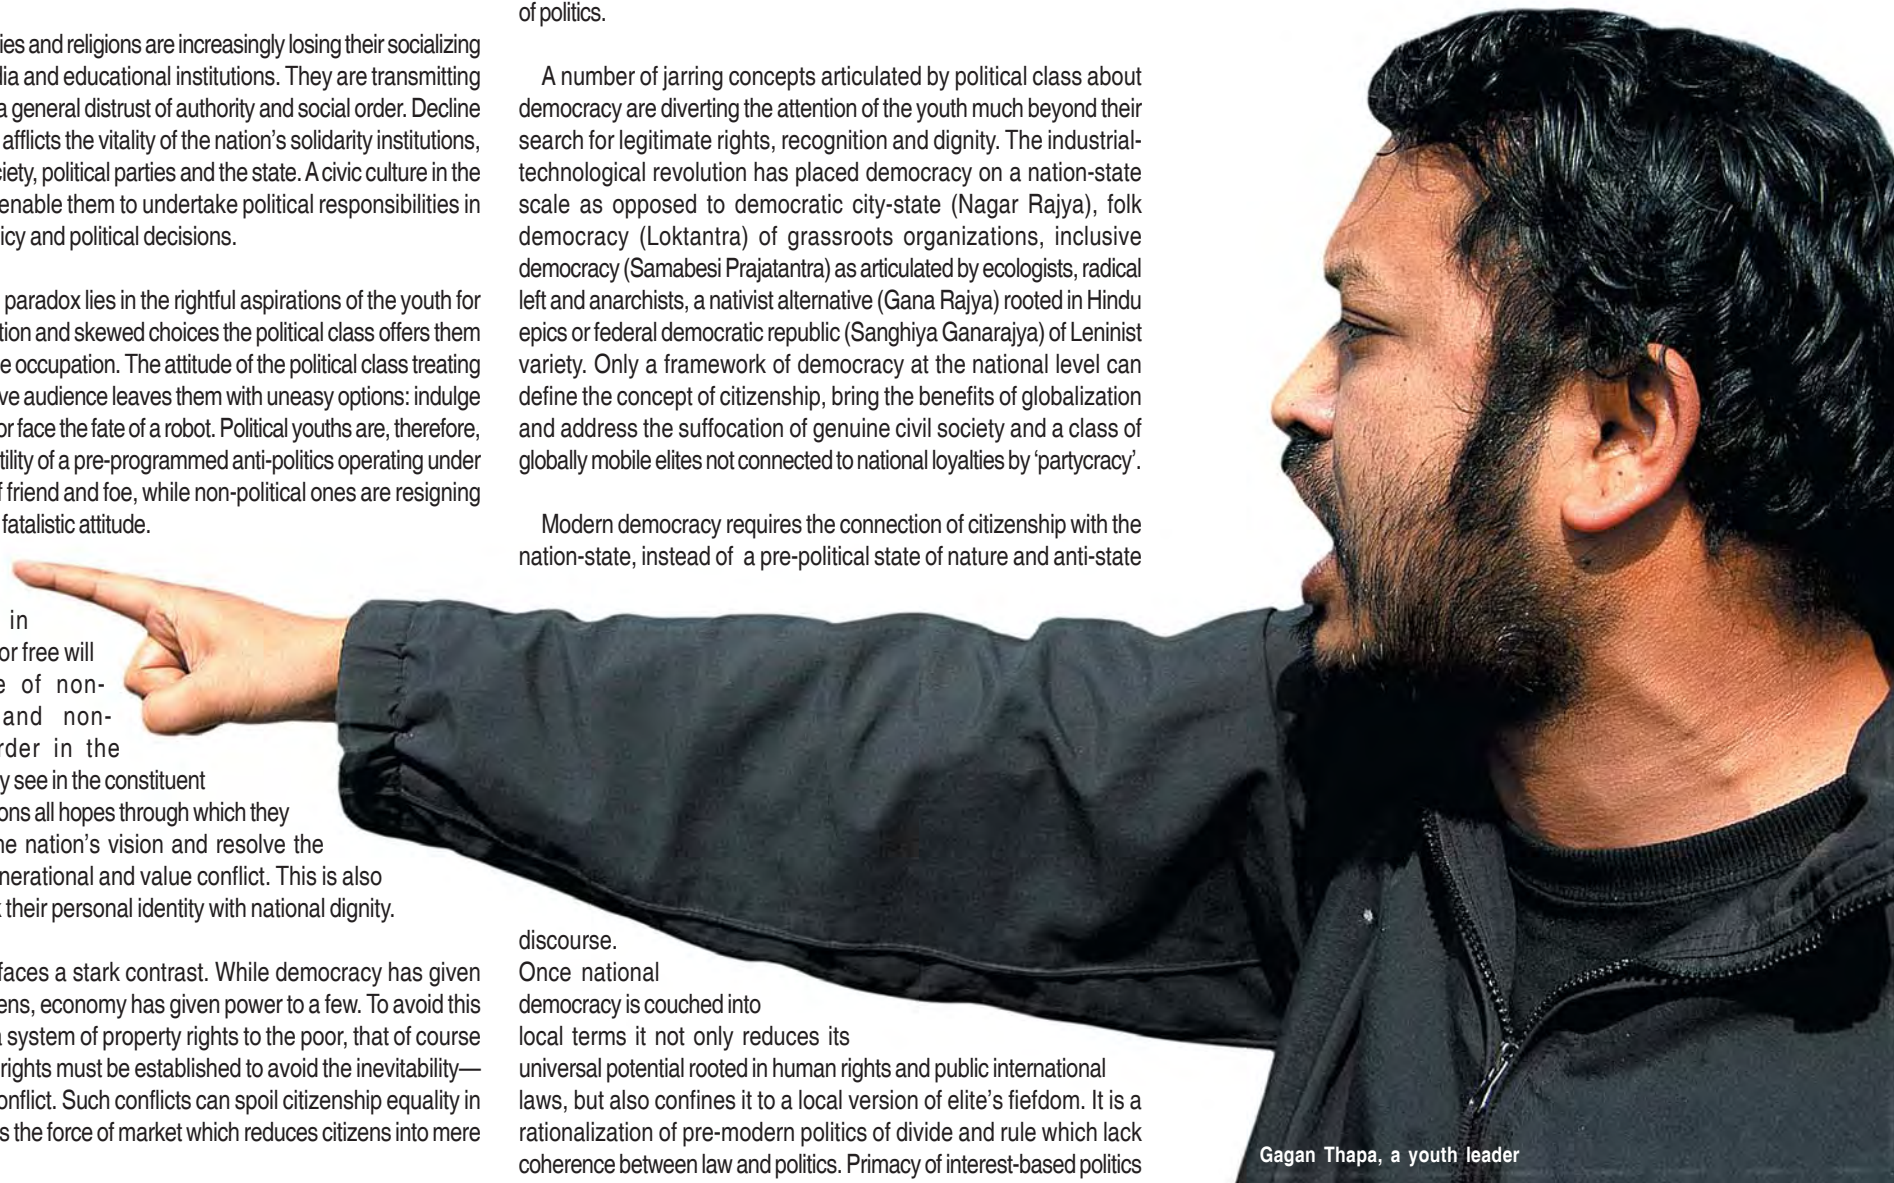 ies and religions are increasingly losing their socializing
lia and educational institutions. They are transmitting
a general distrust of authority and social order. Decline
afflicts the vitality of the nation's solidarity institutions,
ciety, political parties and the state. A civic culture in the
enable them to undertake political responsibilities in
icy and political decisions.
paradox lies in the rightful aspirations of the youth for
tion and skewed choices the political class offers them
e occupation. The attitude of the political class treating
ve audience leaves them with uneasy options: indulge
or face the fate of a robot. Political youths are, therefore,
tility of a pre-programmed anti-politics operating under
f friend and foe, while non-political ones are resigning
fatalistic attitude.
in
or free will
e of non-
and non-
rder in the
y see in the constituent
ons all hopes through which they
ne nation's vision and resolve the
nerational and value conflict. This is also
k their personal identity with national dignity.
faces a stark contrast. While democracy has given
ens, economy has given power to a few. To avoid this
a system of property rights to the poor, that of course
rights must be established to avoid the inevitability—
onflict. Such conflicts can spoil citizenship equality in
s the force of market which reduces citizens into mere
of politics.
A number of jarring concepts articulated by political class about
democracy are diverting the attention of the youth much beyond their
search for legitimate rights, recognition and dignity. The industrial-
technological revolution has placed democracy on a nation-state
scale as opposed to democratic city-state (Nagar Rajya), folk
democracy (Loktantra) of grassroots organizations, inclusive
democracy (Samabesi Prajatantra) as articulated by ecologists, radical
left and anarchists, a nativist alternative (Gana Rajya) rooted in Hindu
epics or federal democratic republic (Sanghiya Ganarajya) of Leninist
variety. Only a framework of democracy at the national level can
define the concept of citizenship, bring the benefits of globalization
and address the suffocation of genuine civil society and a class of
globally mobile elites not connected to national loyalties by 'partycracy'.
Modern democracy requires the connection of citizenship with the
nation-state, instead of a pre-political state of nature and anti-state
discourse.
Once national
democracy is couched into
local terms it not only reduces its
universal potential rooted in human rights and public international
laws, but also confines it to a local version of elite's fiefdom. It is a
rationalization of pre-modern politics of divide and rule which lack
coherence between law and politics. Primacy of interest-based politics
Gagan Thapa, a youth leader